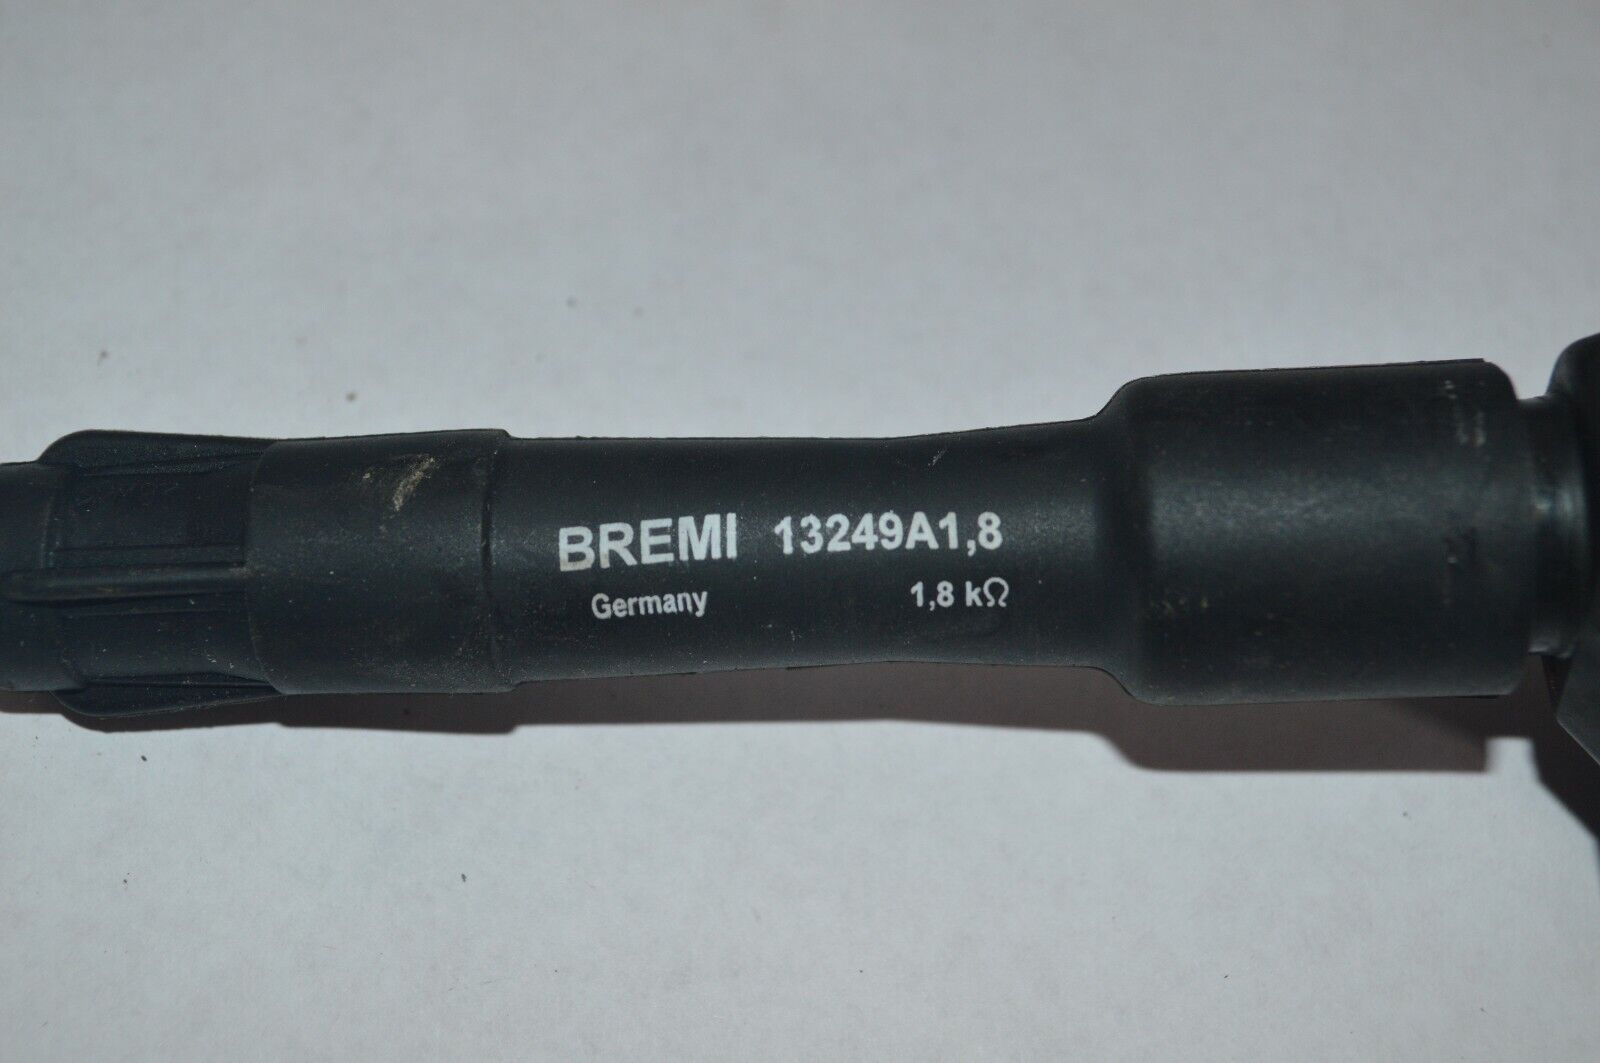 BREMI 13249A1,8
Germany 1,8 kΩ